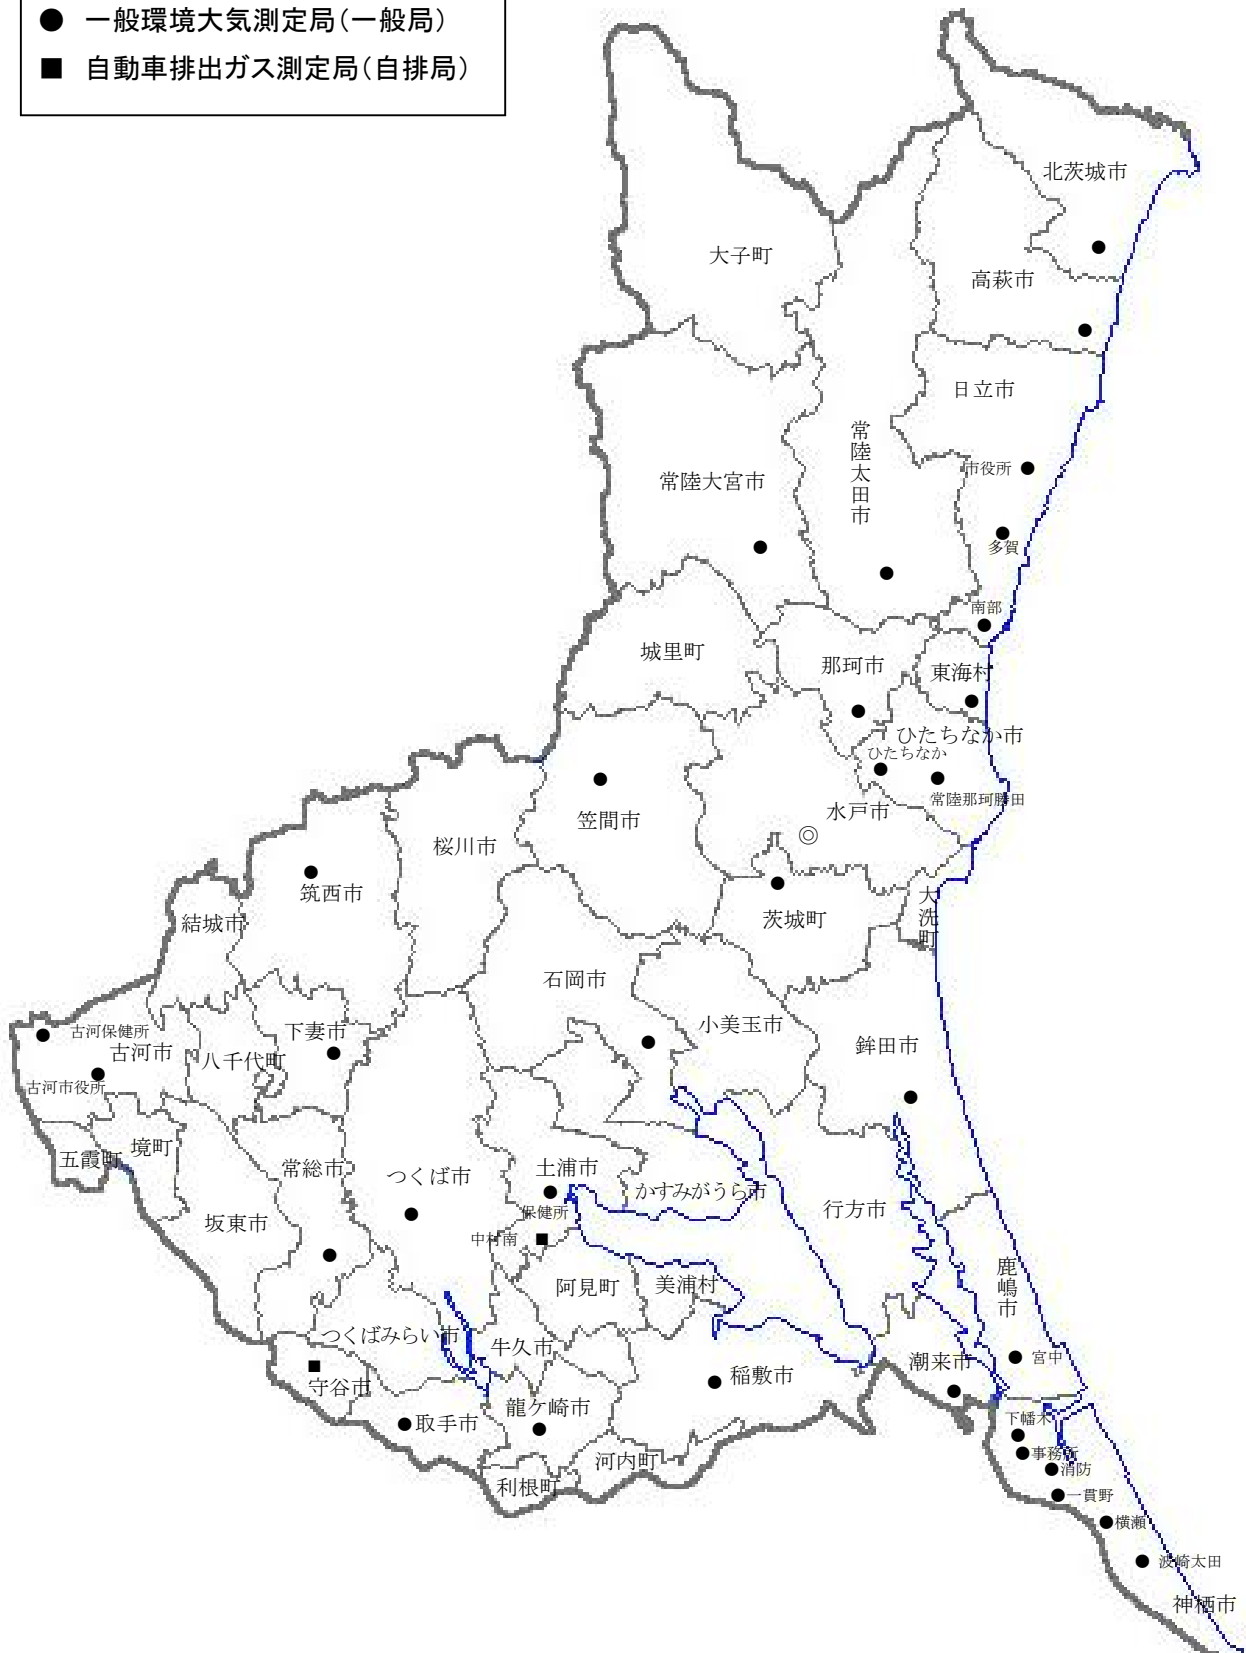 ● 一般環境大気測定局(一般局)
■ 自動車排出ガス測定局(自排局)
北茨城市
大子町
高萩市
日立市
常陸太田市
市役所
常陸大宮市
多賀
南部
城里町
那珂市
東海村
ひたちなか市
ひたちなか
常陸那珂勝田
水戸市
笠間市
桜川市
筑西市
結城市
茨城町
大洗町
石岡市
小美玉市
鉾田市
古河保健所
古河市
下妻市
八千代町
古河市役所
境町
五霞町
常総市
つくば市
土浦市
かすみがうら市
行方市
坂東市
保健所
中村南
阿見町
美浦村
鹿嶋市
つくばみらい市
牛久市
宮中
潮来市
稲敷市
守谷市
龍ケ崎市
取手市
下幡木
事務所
消防
河内町
利根町
一貫野
横瀬
波崎太田
神栖市